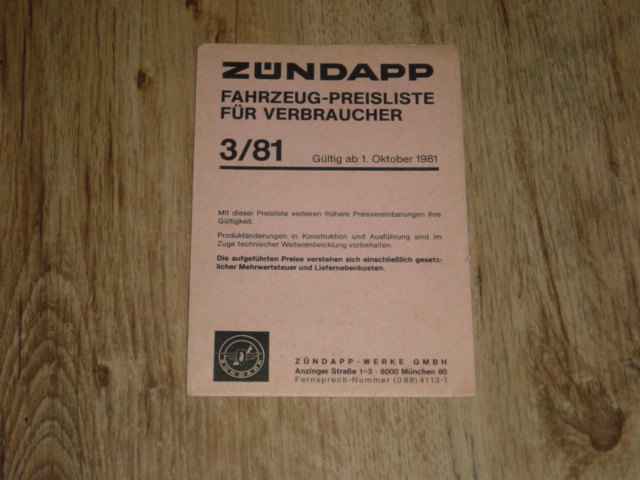 ZÜNDAPP
FAHRZEUG-PREISLISTE
FÜR VERBRAUCHER
3/81 Gültig ab 1. Oktober 1981
Mit dieser Preisliste verlieren frühere Preisvereinbarungen ihre
Gültigkeit.
Produktänderungen in Konstruktion und Ausführung sind im
Zuge technischer Weiterentwicklung vorbehalten.
Die aufgeführten Preise verstehen sich einschließlich gesetz-
licher Mehrwertsteuer und Liefernebenkosten.
ZÜNDAPP
ZÜNDAPP-WERKE GMBH
Anzinger Straße 1-3 · 8000 München 80
Fernsprech-Nummer (089) 4113-1